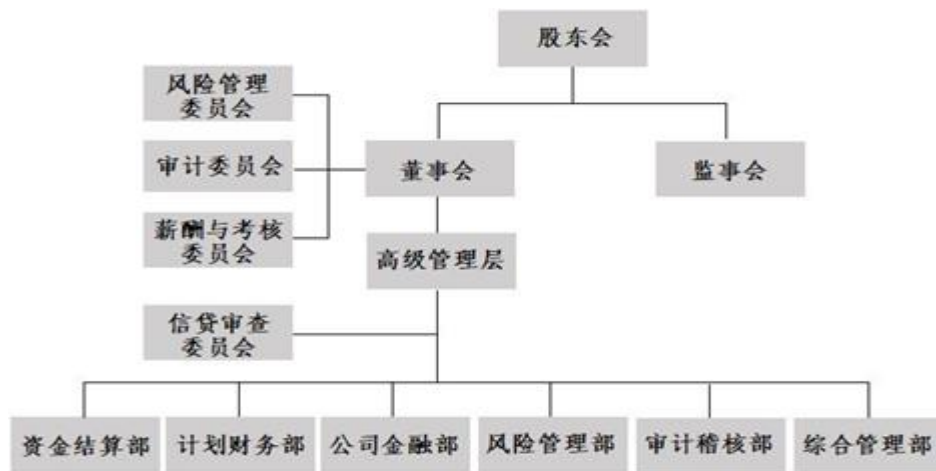 股东会
风险管理
委员会
审计委员会
董事会
监事会
薪酬与考核
委员会
高级管理层
信贷审查
委员会
资金结算部
计划财务部
公司金融部
风险管理部
审计稽核部
综合管理部